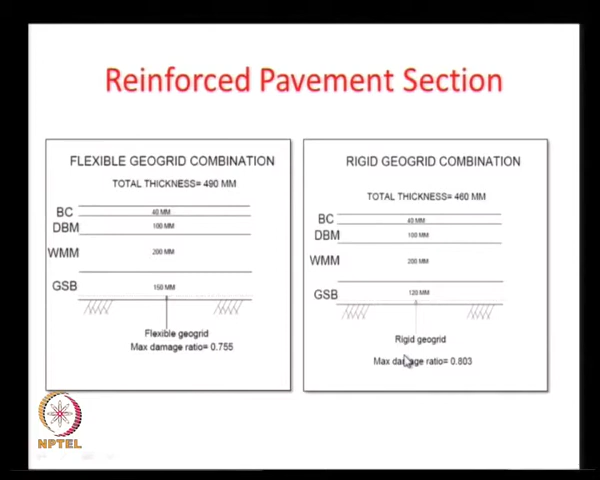 Reinforced Pavement Section
FLEXIBLE GEOGRID COMBINATION
TOTAL THICKNESS= 490 MM
BC
40 MM
DBM
100 MM
WMM
200 MM
GSB
150 MM
Flexible geogrid
Max damage ratio= 0.755
RIGID GEOGRID COMBINATION
TOTAL THICKNESS= 460 MM
BC
40 MM
DBM
100 MM
WMM
200 MM
GSB
120 MM
Rigid geogrid
Max damage ratio= 0.803
NPTEL